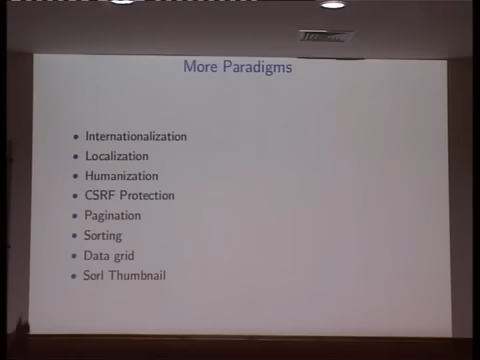 More Paradigms
• Internationalization
• Localization
• Humanization
• CSRF Protection
• Pagination
• Sorting
• Data grid
• Sorl Thumbnail